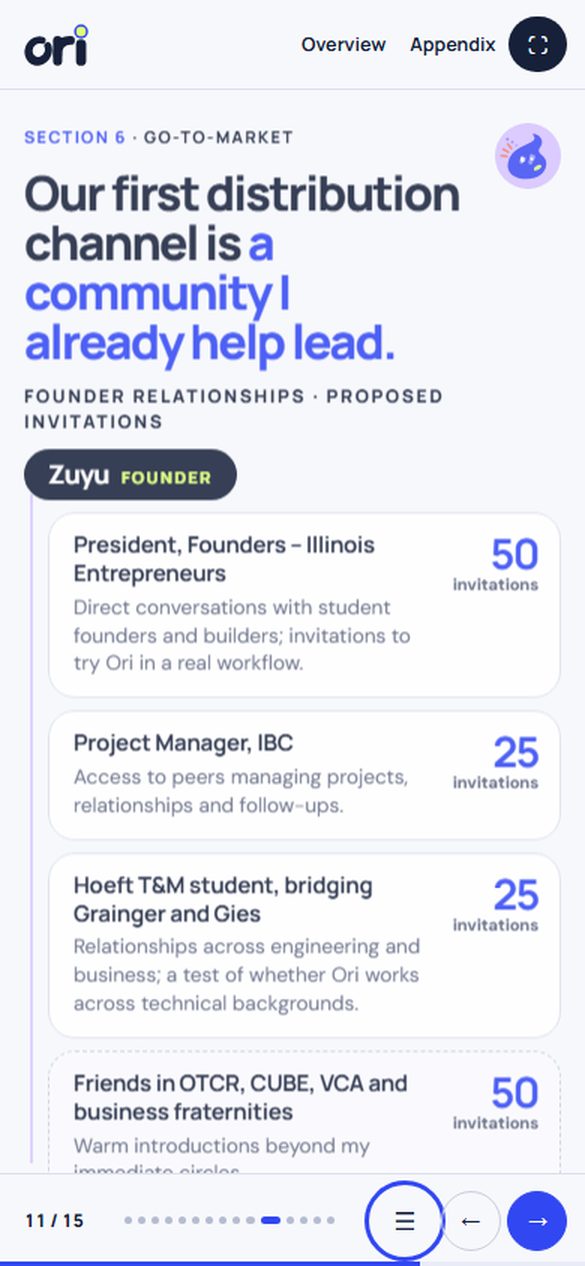 ori
Overview Appendix
SECTION 6 · GO-TO-MARKET
Our first distribution
channel is a
community I
already help lead.
FOUNDER RELATIONSHIPS · PROPOSED
INVITATIONS
Zuyu FOUNDER
President, Founders – Illinois
Entrepreneurs
50
invitations
Direct conversations with student
founders and builders; invitations to
try Ori in a real workflow.
Project Manager, IBC
25
invitations
Access to peers managing projects,
relationships and follow-ups.
Hoeft T&M student, bridging
Grainger and Gies
25
invitations
Relationships across engineering and
business; a test of whether Ori works
across technical backgrounds.
Friends in OTCR, CUBE, VCA and
business fraternities
50
invitations
Warm introductions beyond my
immediate circles.
11 / 15